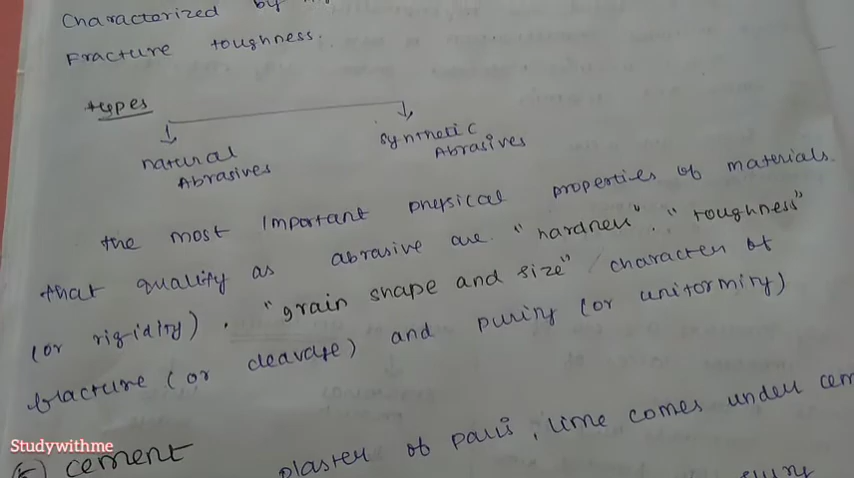 Characterized by
Fracture toughness.
types
natural
Abrasives
synthetic
Abrasives
the most important physical properties of materials.
that qualify as abrasive are. "hardness". "toughness"
(or rigidity), "grain shape and size", character of
fracture (or cleavage) and purity (or uniformity)
Studywithme
cement
plaster of paris, lime comes under cem